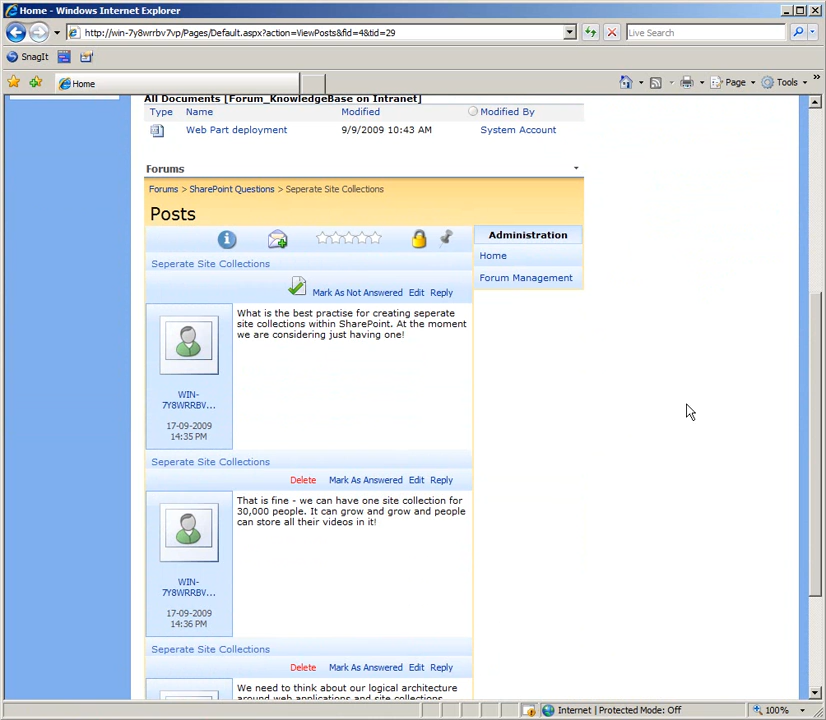 Home - Windows Internet Explorer
http://win-7y8wrrbv7vp/Pages/Default.aspx?action=ViewPosts&fid=4&tid=29
Live Search
SnagIt
Home
Page
Tools
All Documents [Forum_KnowledgeBase on Intranet]
Type Name Modified Modified By
Web Part deployment 9/9/2009 10:43 AM System Account
Forums
Forums > SharePoint Questions > Seperate Site Collections
Posts
Administration
Home
Forum Management
Seperate Site Collections
Mark As Not Answered Edit Reply
What is the best practise for creating seperate
site collections within SharePoint. At the moment
we are considering just having one!
WIN-
7Y8WRRBV...
17-09-2009
14:35 PM
Seperate Site Collections
Delete Mark As Answered Edit Reply
That is fine - we can have one site collection for
30,000 people. It can grow and grow and people
can store all their videos in it!
WIN-
7Y8WRRBV...
17-09-2009
14:36 PM
Seperate Site Collections
Delete Mark As Answered Edit Reply
We need to think about our logical architecture
around web applications and site collections
Internet | Protected Mode: Off
100%